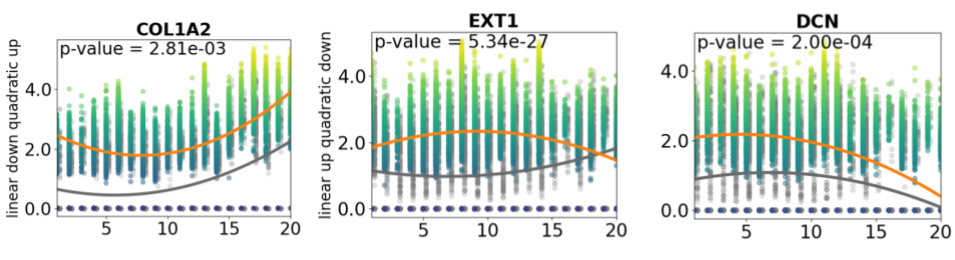 COL1A2
p-value = 2.81e-03
linear down quadratic up
4.0
2.0
0.0
5 10 15 20
EXT1
p-value = 5.34e-27
linear up quadratic down
4.0
2.0
0.0
5 10 15 20
DCN
p-value = 2.00e-04
4.0
2.0
0.0
5 10 15 20